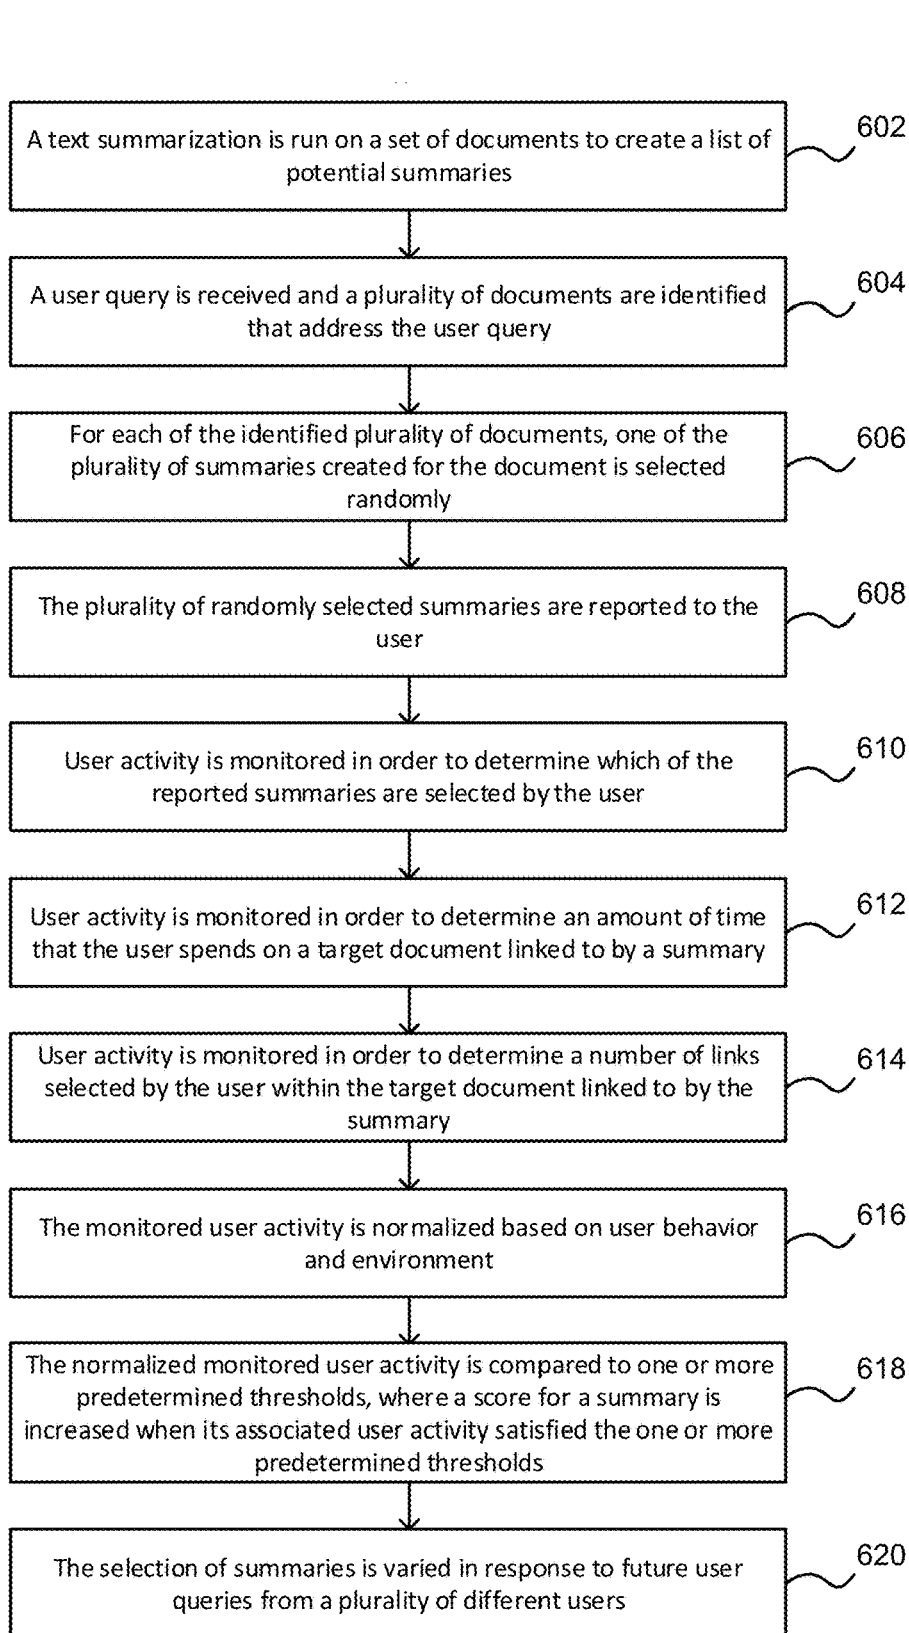 A text summarization is run on a set of documents to create a list of
potential summaries
602
A user query is received and a plurality of documents are identified
that address the user query
604
For each of the identified plurality of documents, one of the
plurality of summaries created for the document is selected
randomly
606
The plurality of randomly selected summaries are reported to the
user
608
User activity is monitored in order to determine which of the
reported summaries are selected by the user
610
User activity is monitored in order to determine an amount of time
that the user spends on a target document linked to by a summary
612
User activity is monitored in order to determine a number of links
selected by the user within the target document linked to by the
summary
614
The monitored user activity is normalized based on user behavior
and environment
616
The normalized monitored user activity is compared to one or more
predetermined thresholds, where a score for a summary is
increased when its associated user activity satisfied the one or more
predetermined thresholds
618
The selection of summaries is varied in response to future user
queries from a plurality of different users
620